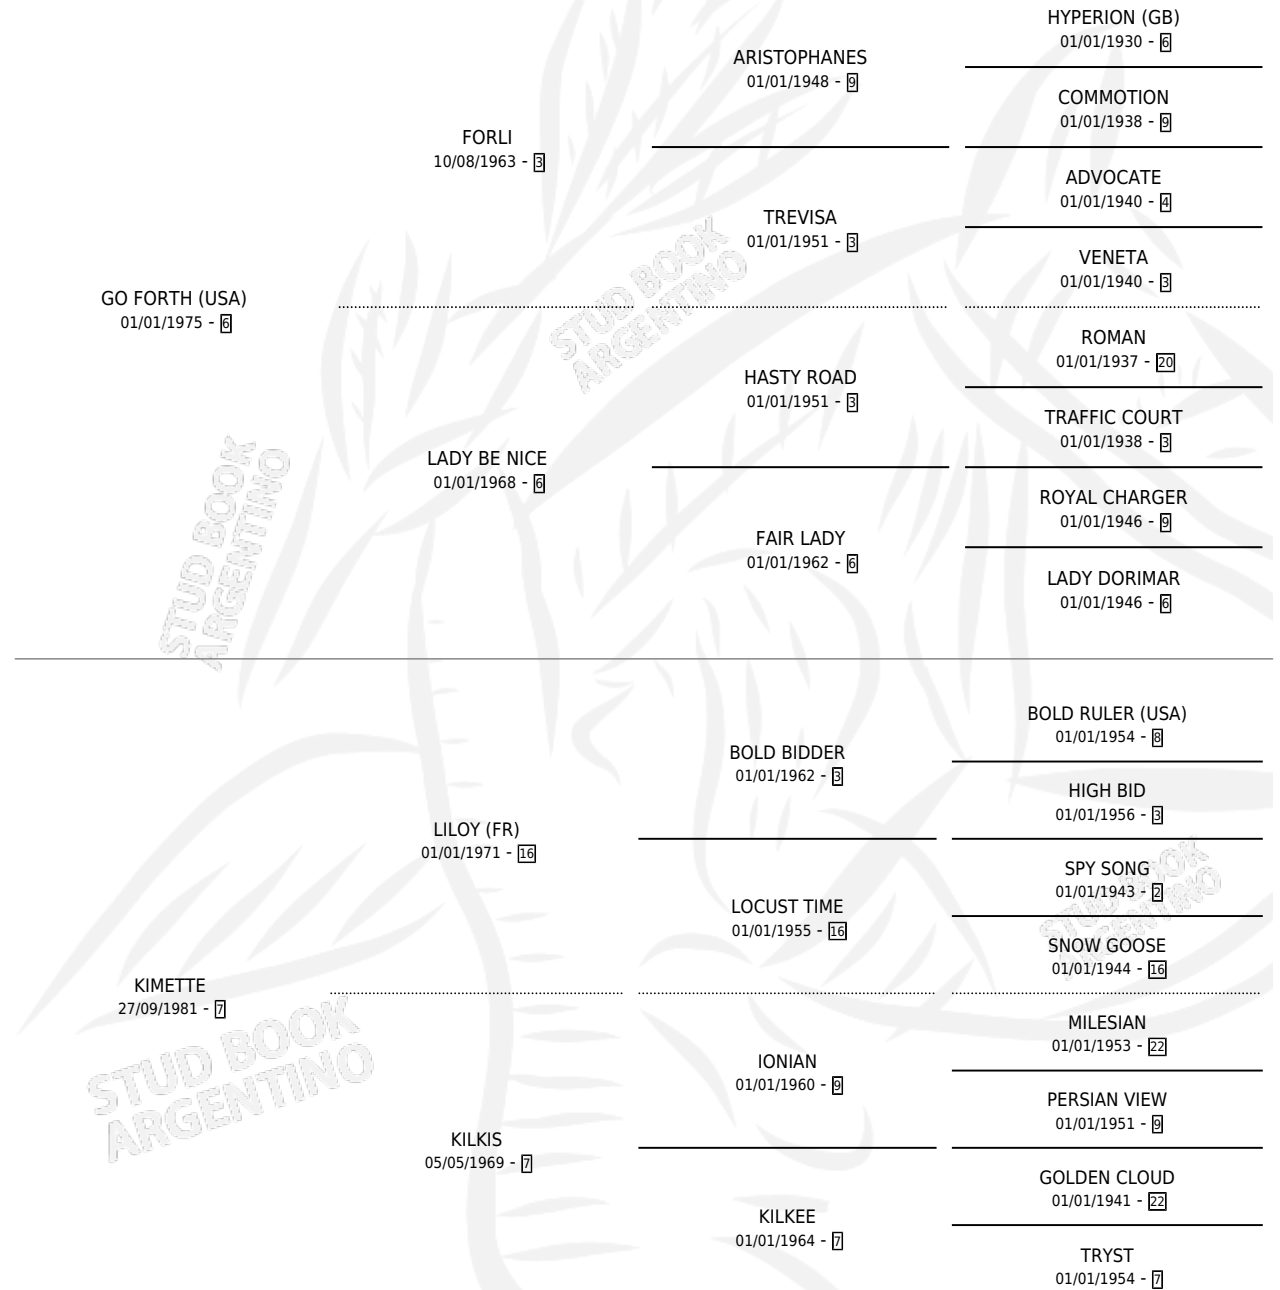 HYPERION (GB)
01/01/1930 - 6
ARISTOPHANES
01/01/1948 - 9
COMMOTION
01/01/1938 - 9
FORLI
10/08/1963 - 3
ADVOCATE
01/01/1940 - 4
TREVISA
01/01/1951 - 3
VENETA
01/01/1940 - 3
GO FORTH (USA)
01/01/1975 - 6
ROMAN
01/01/1937 - 20
HASTY ROAD
01/01/1951 - 3
TRAFFIC COURT
01/01/1938 - 3
LADY BE NICE
01/01/1968 - 6
ROYAL CHARGER
01/01/1946 - 9
FAIR LADY
01/01/1962 - 6
LADY DORIMAR
01/01/1946 - 6
BOLD RULER (USA)
01/01/1954 - 8
BOLD BIDDER
01/01/1962 - 3
HIGH BID
01/01/1956 - 3
LILOY (FR)
01/01/1971 - 16
SPY SONG
01/01/1943 - 2
LOCUST TIME
01/01/1955 - 16
SNOW GOOSE
01/01/1944 - 16
KIMETTE
27/09/1981 - 7
MILESIAN
01/01/1953 - 22
IONIAN
01/01/1960 - 9
PERSIAN VIEW
01/01/1951 - 9
KILKIS
05/05/1969 - 7
GOLDEN CLOUD
01/01/1941 - 22
KILKEE
01/01/1964 - 7
TRYST
01/01/1954 - 7
STUD BOOK
ARGENTINO
STUD BOOK
ARGENTINO
STUD BOOK
ARGENTINO
STUD BOOK
ARGENTINO